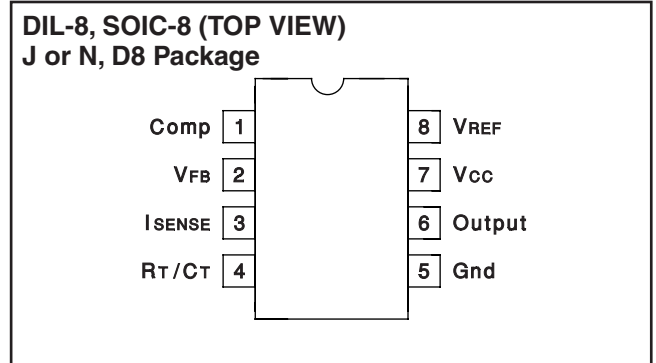 DIL-8, SOIC-8 (TOP VIEW)
J or N, D8 Package
Comp 1 8 VREF
VFB 2 7 Vcc
ISENSE 3 6 Output
RT/CT 4 5 Gnd